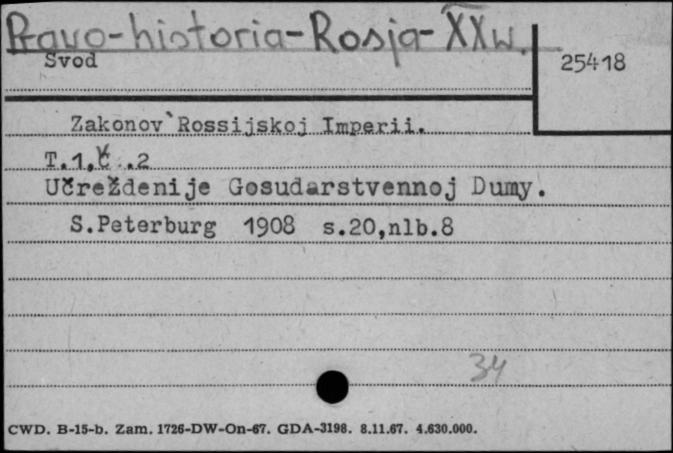 Prawo-historia-Rosja-XXw.
Svod
25418
Zakonov Rossijskoj Imperii.
T.1,č.2
Učreždenije Gosudarstvennoj Dumy.
S.Peterburg 1908 s.20,nlb.8
34
CWD. B-15-b. Zam. 1726-DW-On-67. GDA-3198. 8.11.67. 4.630.000.